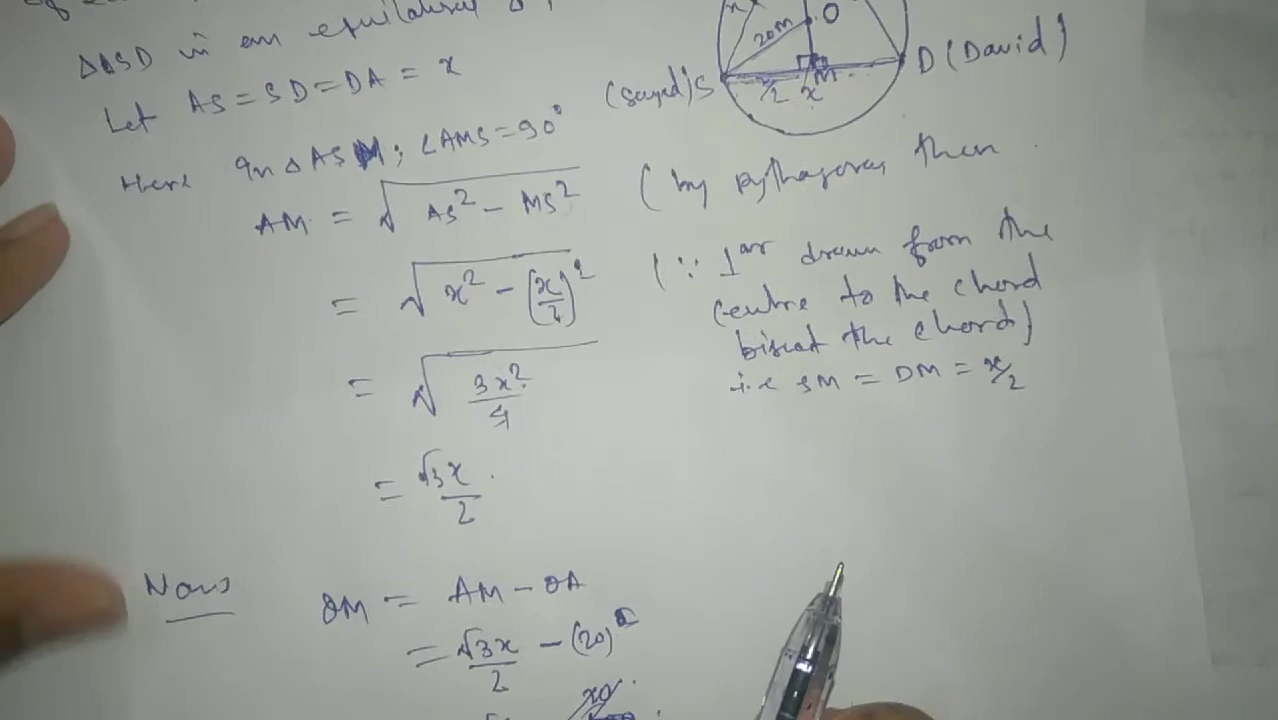 ΔASD is an equilateral Δ,
Let AS = SD = DA = x
Here In Δ ASM; ∠AMS = 90°
AM = √(AS² - MS²) (by pythagoras
= √(x² - (x/2)²) (∵ ⊥ar drawn from the
centre to the chord
bisect the chord)
= √(3x²/4) i.e SM = DM = x/2
= √3x/2
Now OM = AM - OA
= √3x/2 - (20)
x
20m
O
M
x/2 x
(Sayed) S
D (David)